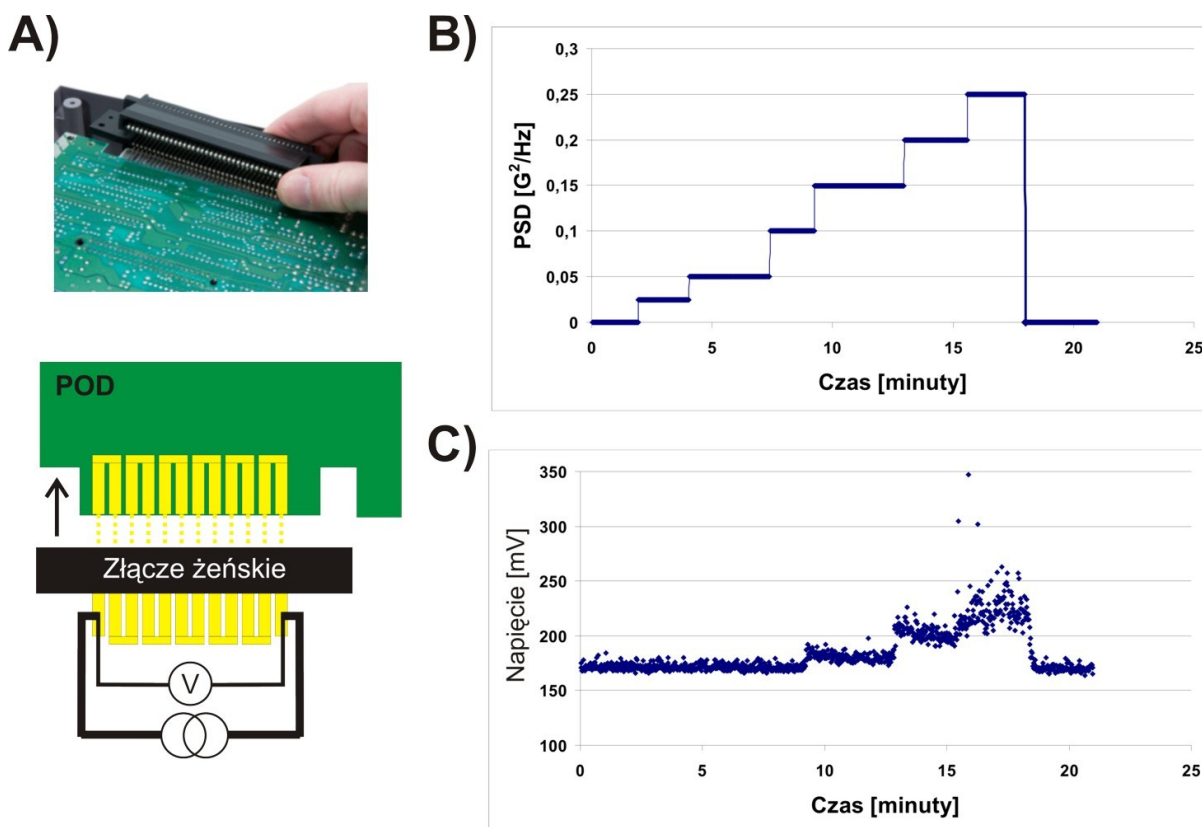 A)
POD
Złącze żeńskie
V
B)
PSD [G²/Hz]
0,3
0,25
0,2
0,15
0,1
0,05
0
0 5 10 15 20 25
Czas [minuty]
C)
Napięcie [mV]
350
300
250
200
150
100
0 5 10 15 20 25
Czas [minuty]